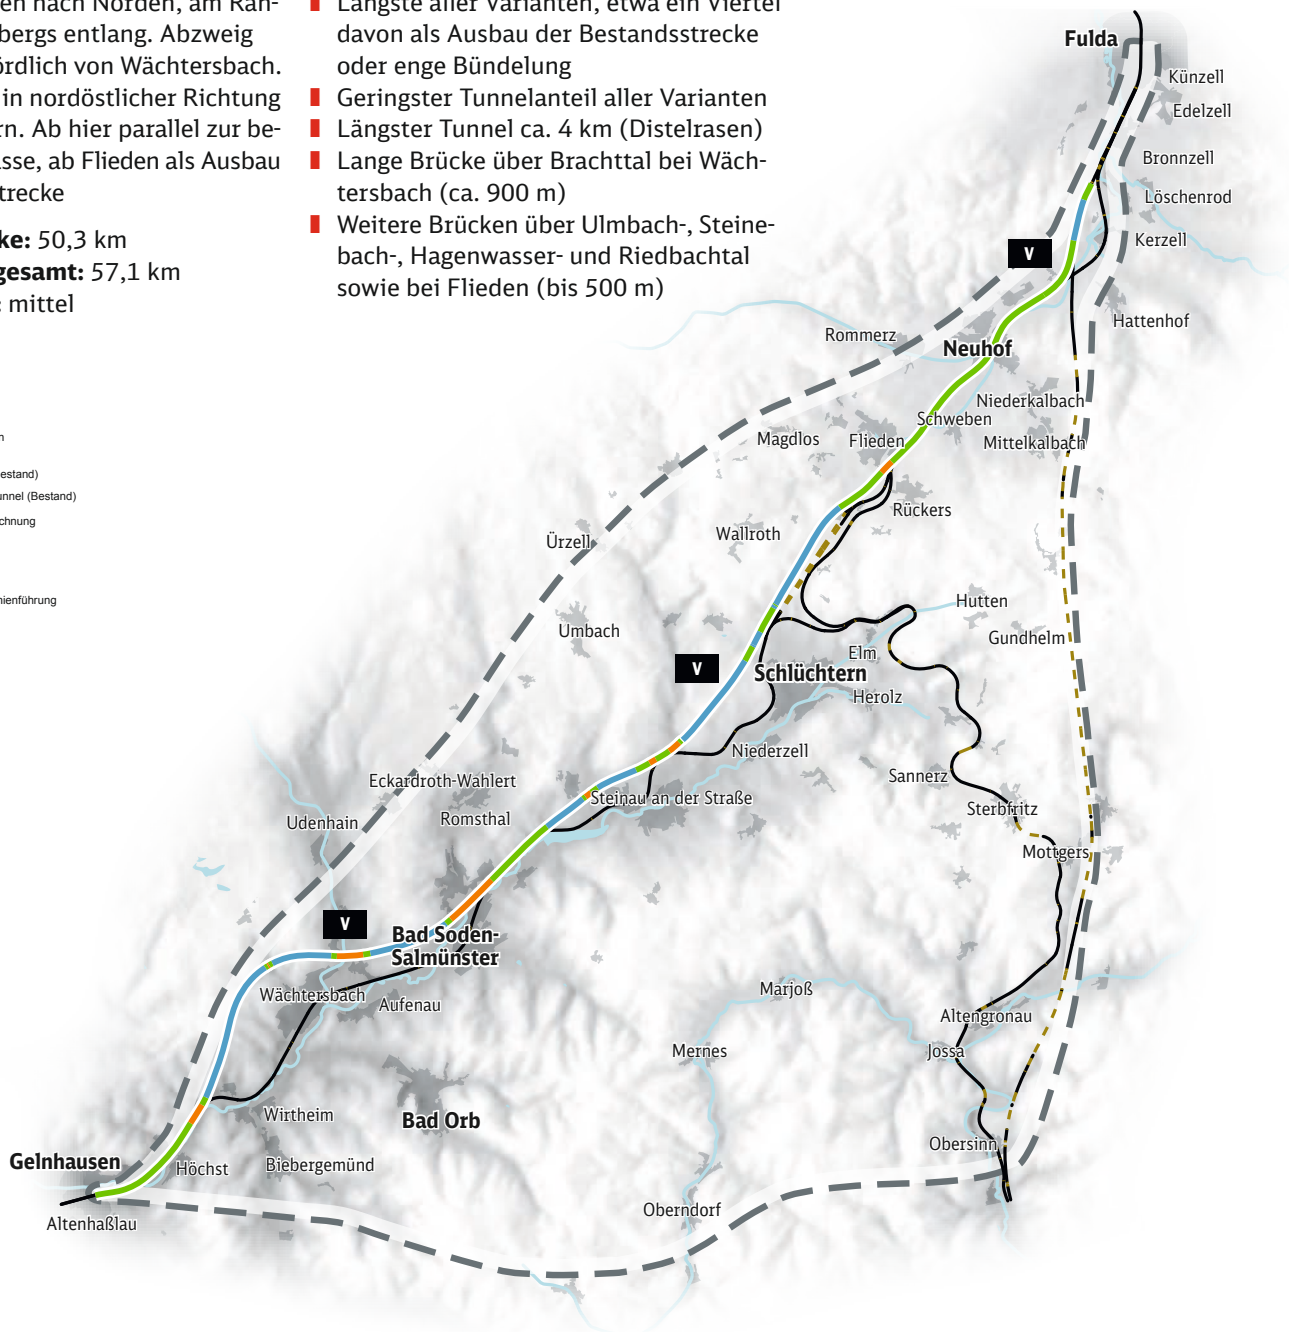 en nach Norden, am Ran-
bergs entlang. Abzweig
ördlich von Wächtersbach.
in nordöstlicher Richtung
rn. Ab hier parallel zur be-
sse, ab Flieden als Ausbau
trecke
ke: 50,3 km
gesamt: 57,1 km
: mittel
Längste aller Varianten, etwa ein Viertel
davon als Ausbau der Bestandsstrecke
oder enge Bündelung
Geringster Tunnelanteil aller Varianten
Längster Tunnel ca. 4 km (Distelrasen)
Lange Brücke über Brachttal bei Wäch-
tersbach (ca. 900 m)
Weitere Brücken über Ulmbach-, Steine-
bach-, Hagenwasser- und Riedbachtal
sowie bei Flieden (bis 500 m)
n
estand)
unnel (Bestand)
chnung
nienführung
Fulda
Künzell
Edelzell
Bronnzell
Löschenrod
Kerzell
V
Hattenhof
Rommerz
Neuhof
Niederkalbach
Schweben
Magdlos
Flieden
Mittelkalbach
Rückers
Wallroth
Ürzell
Hutten
Umbach
Gundhelm
Elm
V
Schlüchtern
Herolz
Niederzell
Sannerz
Eckardroth-Wahlert
Steinau an der Straße
Sterbfritz
Udenhain
Romsthal
Mottgers
V
Bad Soden-
Salmünster
Wächtersbach
Aufenau
Marjoß
Altengronau
Mernes
Jossa
Wirtheim
Bad Orb
Obersinn
Gelnhausen
Höchst
Biebergemünd
Oberndorf
Altenhaßlau